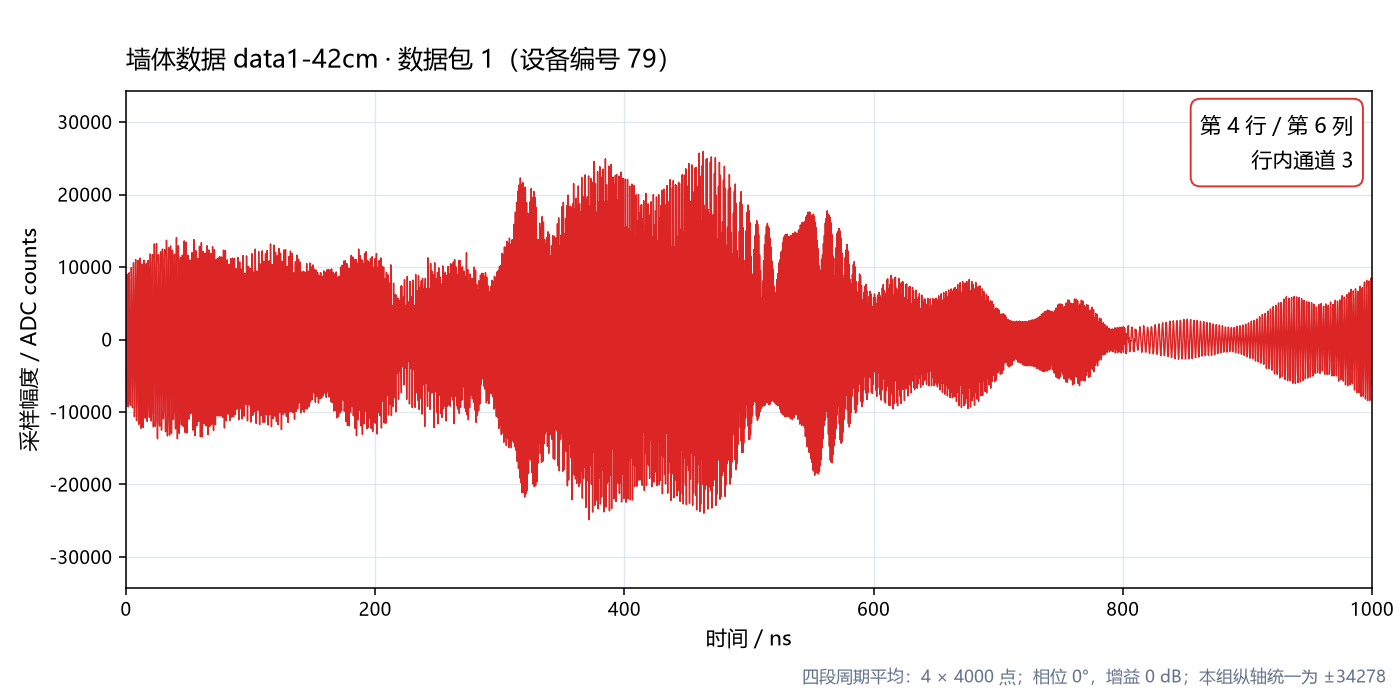 墙体数据 data1-42cm · 数据包 1（设备编号 79）
第 4 行 / 第 6 列
行内通道 3
采样幅度 / ADC counts
30000
20000
10000
0
-10000
-20000
-30000
0 200 400 600 800 1000
时间 / ns
四段周期平均：4 × 4000 点；相位 0°，增益 0 dB；本组纵轴统一为 ±34278